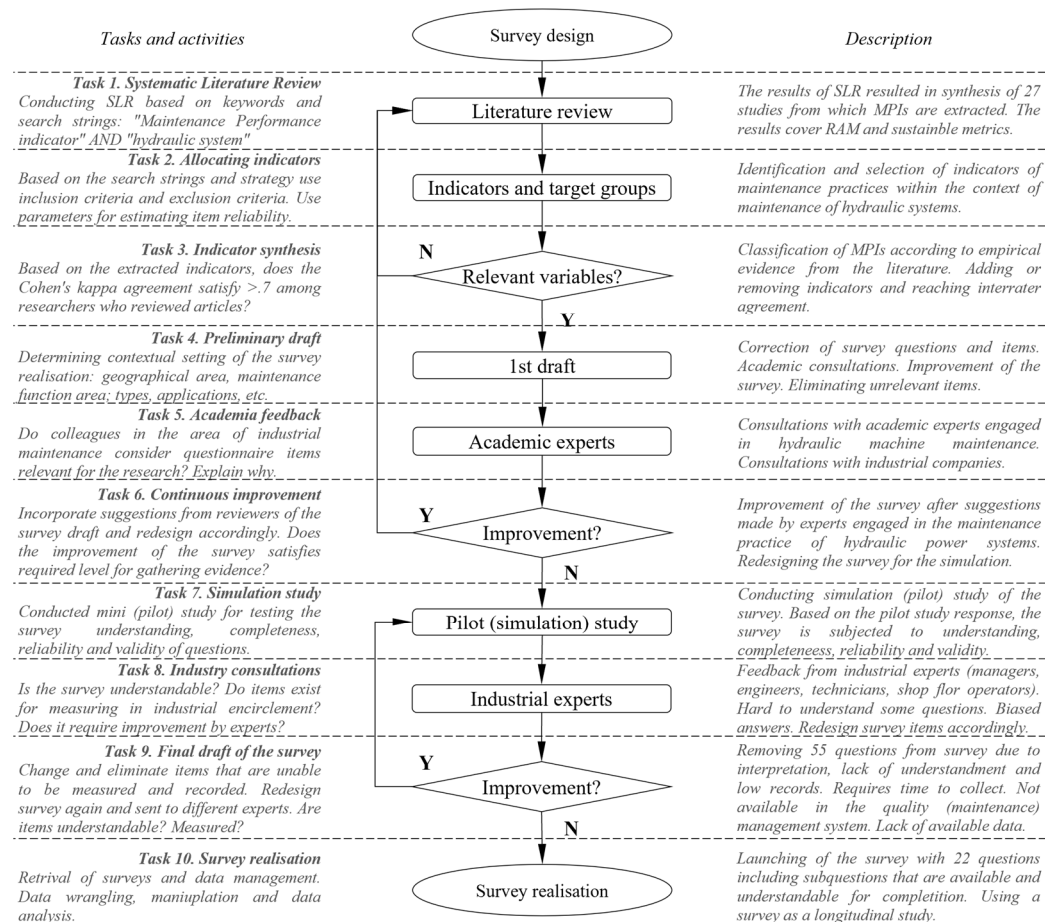 Tasks and activities
Survey design
Description
Task 1. Systematic Literature Review
Conducting SLR based on keywords and
search strings: "Maintenance Performance
indicator" AND "hydraulic system"
Literature review
The results of SLR resulted in synthesis of 27
studies from which MPIs are extracted. The
results cover RAM and sustainble metrics.
Task 2. Allocating indicators
Based on the search strings and strategy use
inclusion criteria and exclusion criteria. Use
parameters for estimating item reliability.
Indicators and target groups
Identification and selection of indicators of
maintenance practices within the context of
maintenance of hydraulic systems.
Task 3. Indicator synthesis
Based on the extracted indicators, does the
Cohen's kappa agreement satisfy >.7 among
researchers who reviewed articles?
N
Relevant variables?
Y
Classification of MPIs according to empirical
evidence from the literature. Adding or
removing indicators and reaching interrater
agreement.
Task 4. Preliminary draft
Determining contextual setting of the survey
realisation: geographical area, maintenance
function area; types, applications, etc.
1st draft
Correction of survey questions and items.
Academic consultations. Improvement of the
survey. Eliminating unrelevant items.
Task 5. Academia feedback
Do colleagues in the area of industrial
maintenance consider questionnaire items
relevant for the research? Explain why.
Academic experts
Consultations with academic experts engaged
in hydraulic machine maintenance.
Consultations with industrial companies.
Task 6. Continuous improvement
Incorporate suggestions from reviewers of the
survey draft and redesign accordingly. Does
the improvement of the survey satisfies
required level for gathering evidence?
Y
Improvement?
N
Improvement of the survey after suggestions
made by experts engaged in the maintenance
practice of hydraulic power systems.
Redesigning the survey for the simulation.
Task 7. Simulation study
Conducted mini (pilot) study for testing the
survey understanding, completeness,
reliability and validity of questions.
Pilot (simulation) study
Conducting simulation (pilot) study of the
survey. Based on the pilot study response, the
survey is subjected to understanding,
completeness, reliability and validity.
Task 8. Industry consultations
Is the survey understandable? Do items exist
for measuring in industrial encirclement?
Does it require improvement by experts?
Industrial experts
Feedback from industrial experts (managers,
engineers, technicians, shop flor operators).
Hard to understand some questions. Biased
answers. Redesign survey items accordingly.
Task 9. Final draft of the survey
Change and eliminate items that are unable
to be measured and recorded. Redesign
survey again and sent to different experts. Are
items understandable? Measured?
Y
Improvement?
N
Removing 55 questions from survey due to
interpretation, lack of understandment and
low records. Requires time to collect. Not
available in the quality (maintenance)
management system. Lack of available data.
Task 10. Survey realisation
Retrival of surveys and data management.
Data wrangling, maniuplation and data
analysis.
Survey realisation
Launching of the survey with 22 questions
including subquestions that are available and
understandable for completition. Using a
survey as a longitudinal study.